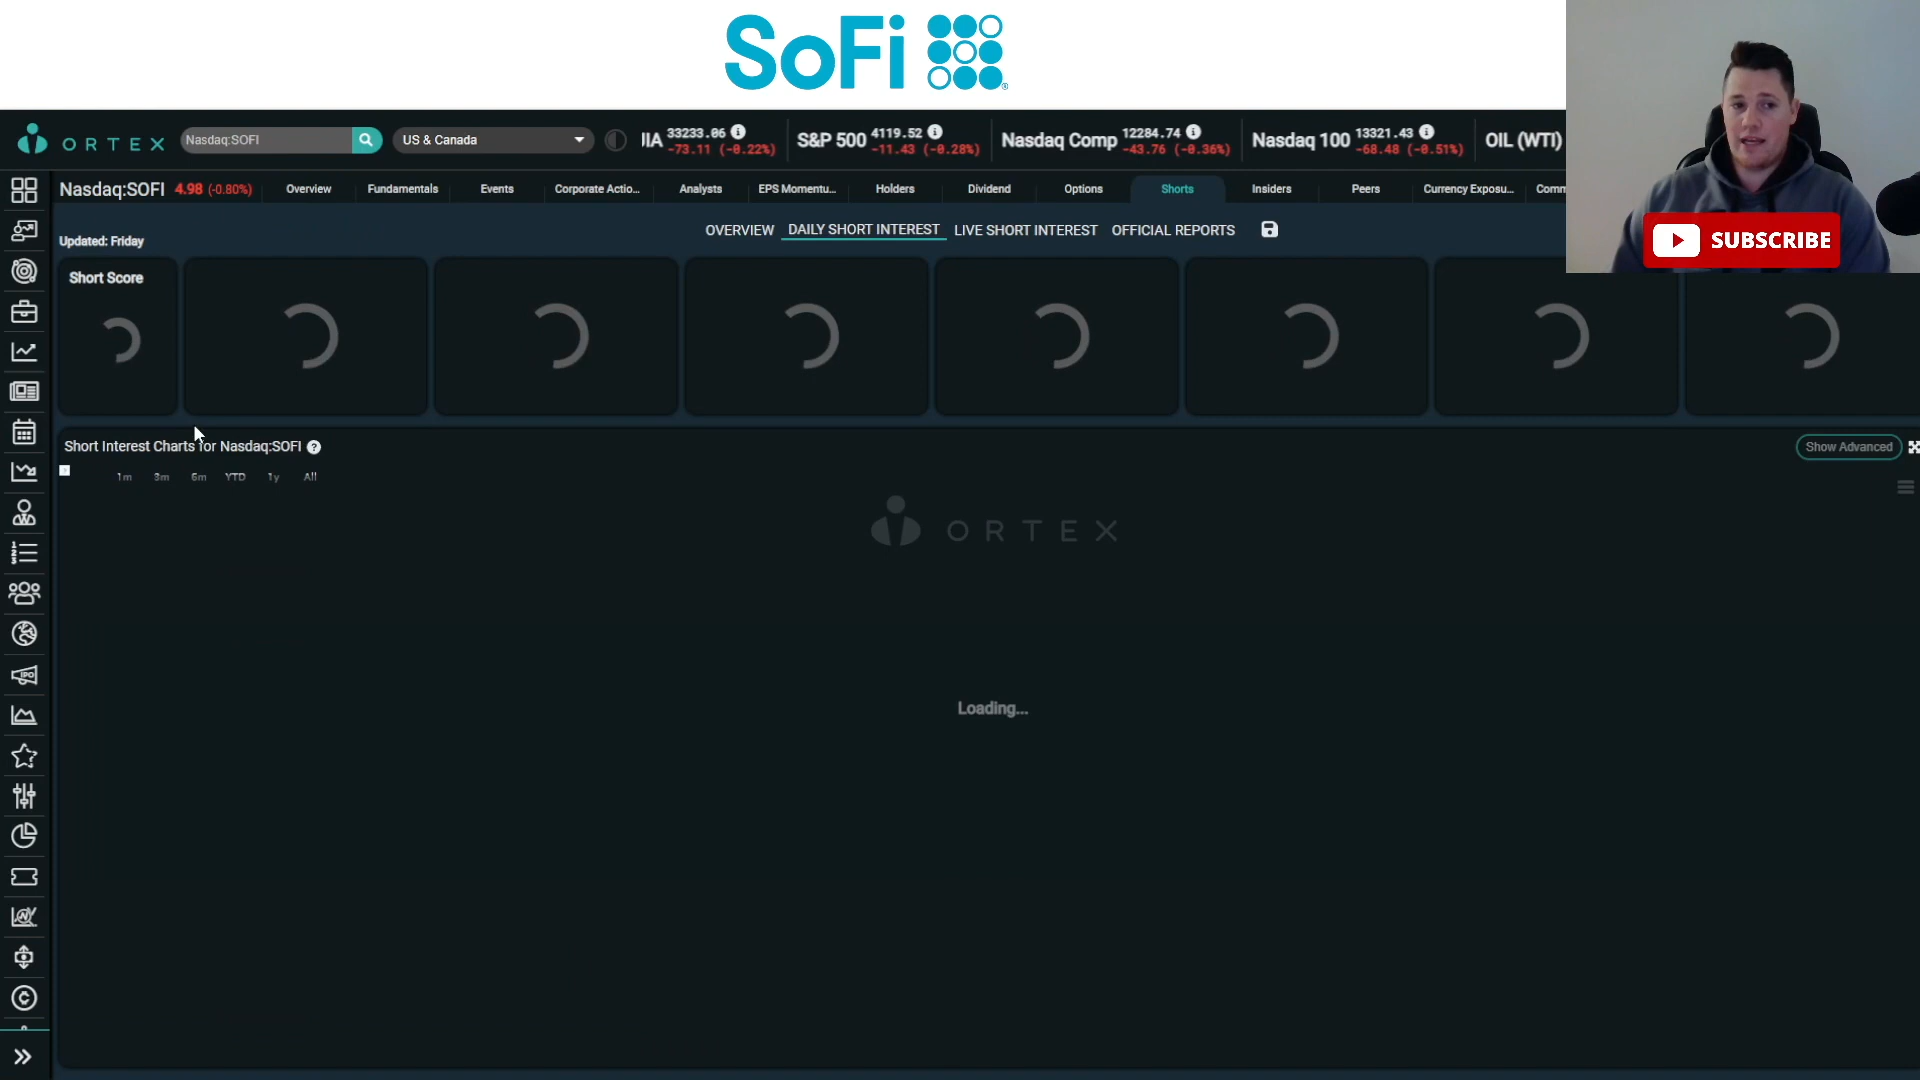 SoFi
ORTEX
Nasdaq:SOFI
US & Canada
IIA 33233.06 -73.11 (-0.22%)
S&P 500 4119.52 -11.43 (-0.28%)
Nasdaq Comp 12284.74 -43.76 (-0.36%)
Nasdaq 100 13321.43 -68.48 (-0.51%)
OIL (WTI)
Nasdaq:SOFI 4.98 (-0.80%)
Overview
Fundamentals
Events
Corporate Actio...
Analysts
EPS Momentu...
Holders
Dividend
Options
Shorts
Insiders
Peers
Currency Exposu...
Comm
SUBSCRIBE
Updated: Friday
OVERVIEW
DAILY SHORT INTEREST
LIVE SHORT INTEREST
OFFICIAL REPORTS
Short Score
Short Interest Charts for Nasdaq:SOFI
Show Advanced
1m 3m 6m YTD 1y All
ORTEX
Loading...
IPO